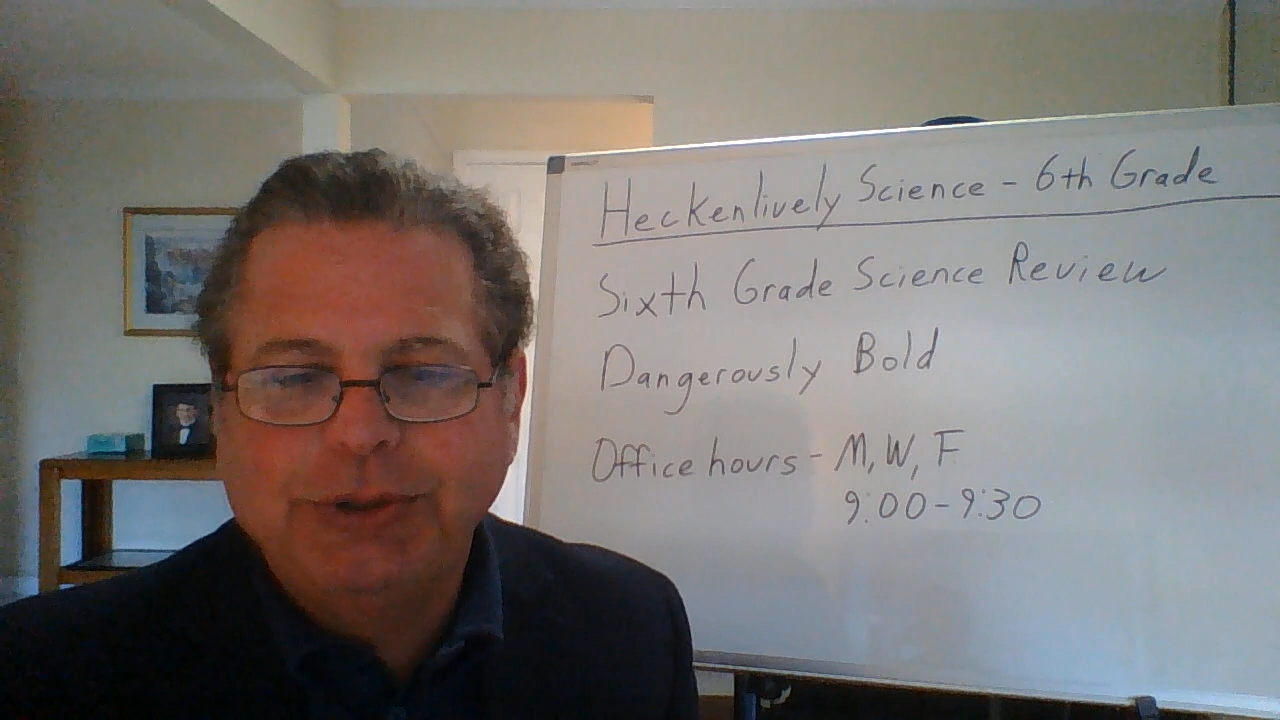 Heckenlively Science - 6th Grade
Sixth Grade Science Review
Dangerously Bold
Office hours - M, W, F
9:00 - 9:30